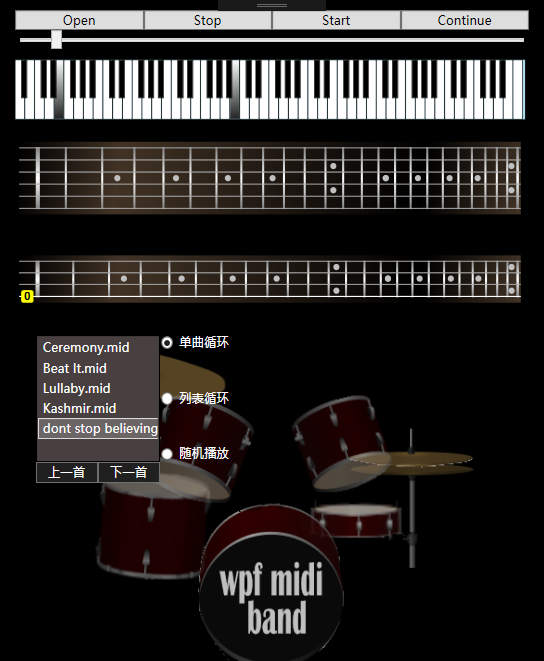 Open Stop Start Continue
0
Ceremony.mid
Beat It.mid
Lullaby.mid
Kashmir.mid
dont stop believing
上一首 下一首
单曲循环
列表循环
随机播放
wpf midi
band